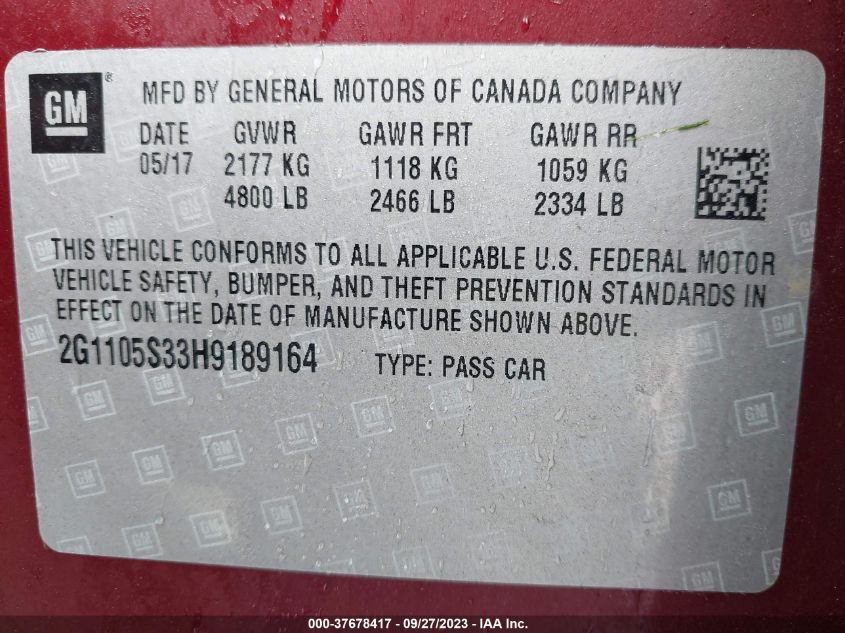 GM ®
MFD BY GENERAL MOTORS OF CANADA COMPANY
DATE GVWR GAWR FRT GAWR RR
05/17 2177 KG 1118 KG 1059 KG
4800 LB 2466 LB 2334 LB
THIS VEHICLE CONFORMS TO ALL APPLICABLE U.S. FEDERAL MOTOR
VEHICLE SAFETY, BUMPER, AND THEFT PREVENTION STANDARDS IN
EFFECT ON THE DATE OF MANUFACTURE SHOWN ABOVE.
2G1105S33H9189164 TYPE: PASS CAR
000-37678417 - 09/27/2023 - IAA Inc.